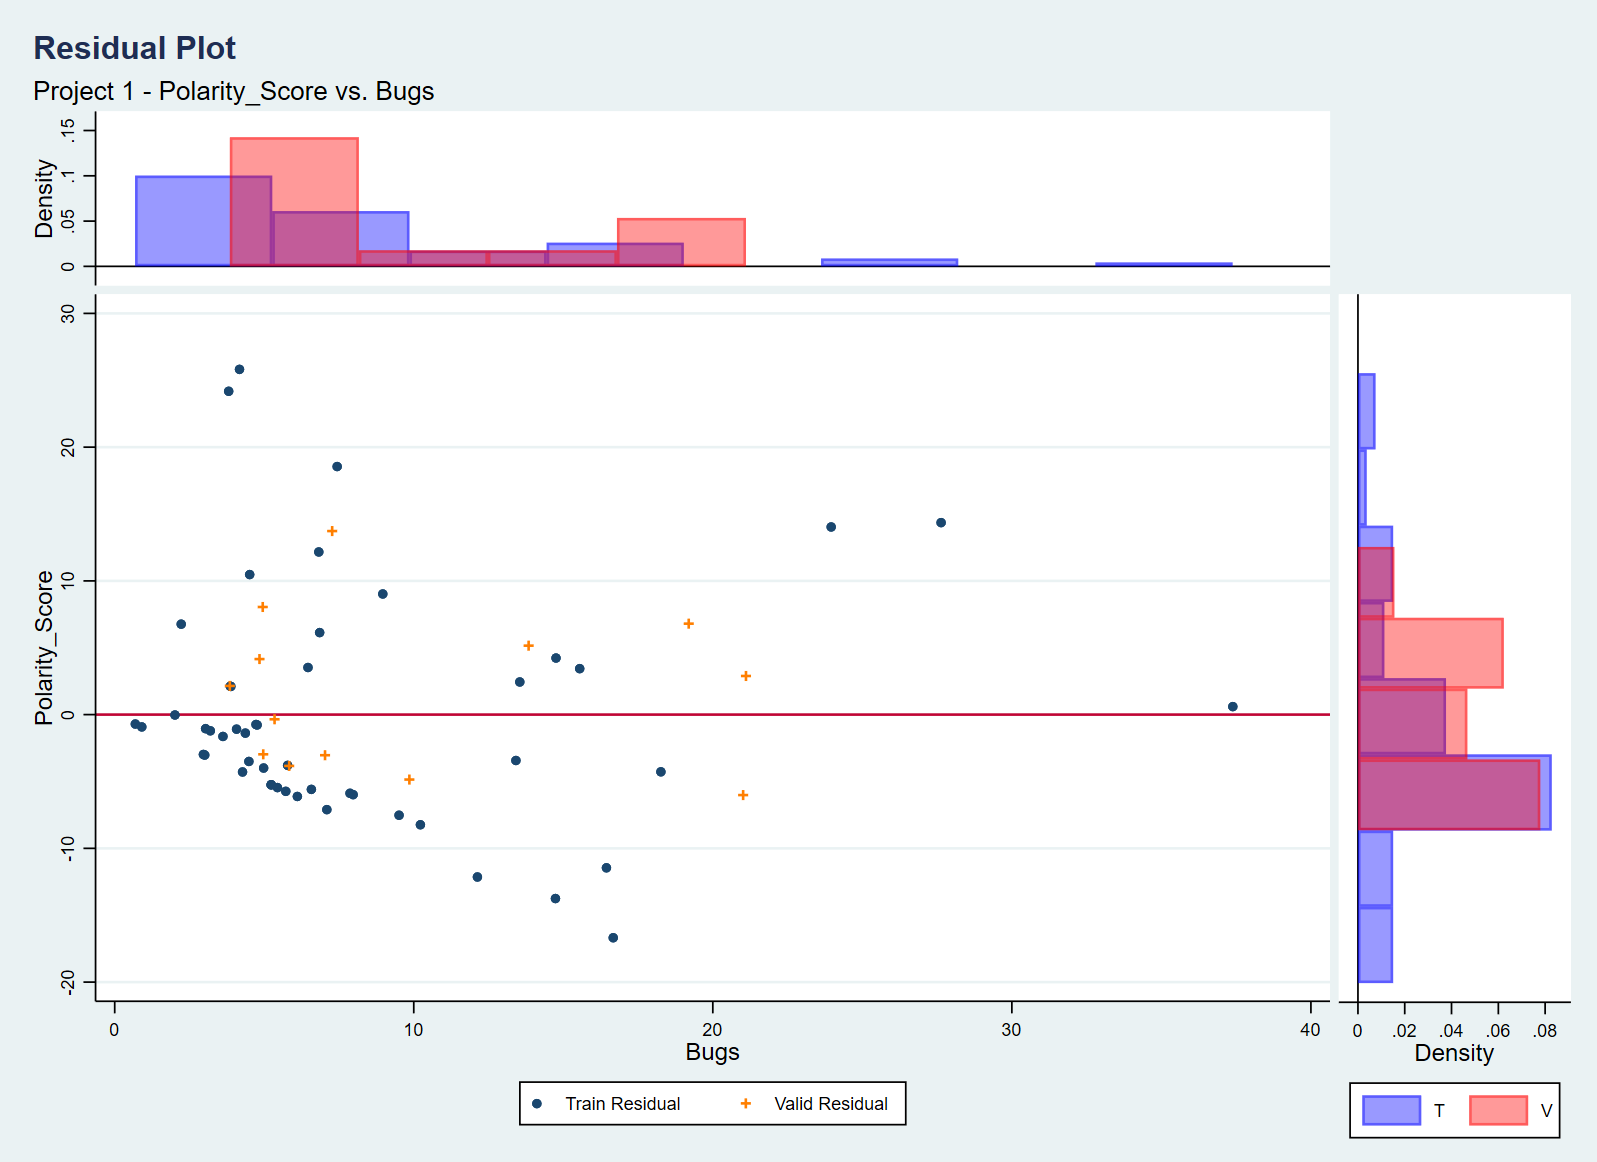 Residual Plot
Project 1 - Polarity_Score vs. Bugs
Density
.15
.1
.05
0
Polarity_Score
30
20
10
0
-10
-20
0 10 20 30 40
Bugs
0 .02 .04 .06 .08
Density
Train Residual Valid Residual
T V